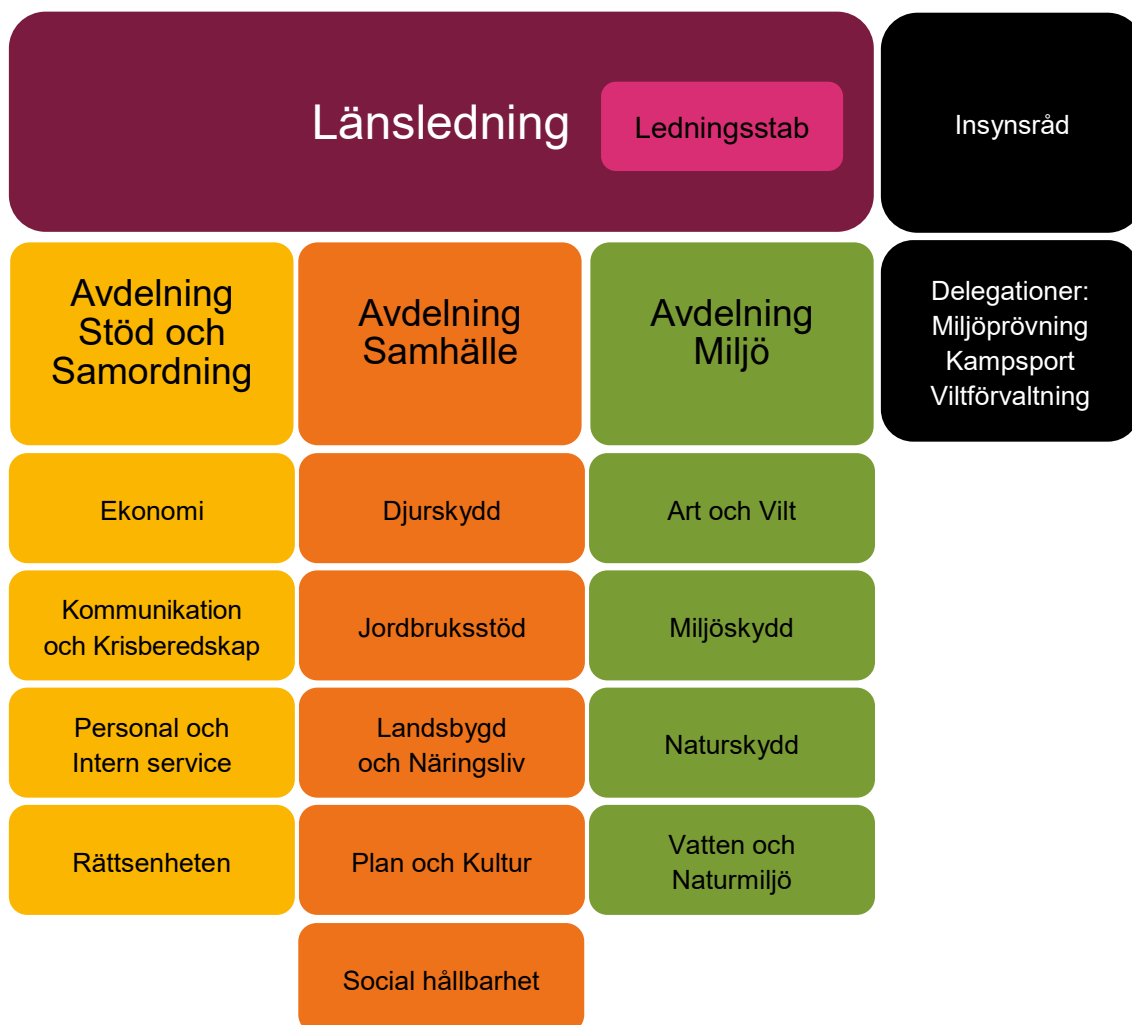 Länsledning
Ledningsstab
Insynsråd
Avdelning
Stöd och
Samordning
Avdelning
Samhälle
Avdelning
Miljö
Delegationer:
Miljöprövning
Kampsport
Viltförvaltning
Ekonomi
Djurskydd
Art och Vilt
Kommunikation
och Krisberedskap
Jordbruksstöd
Miljöskydd
Personal och
Intern service
Landsbygd
och Näringsliv
Naturskydd
Rättsenheten
Plan och Kultur
Vatten och
Naturmiljö
Social hållbarhet